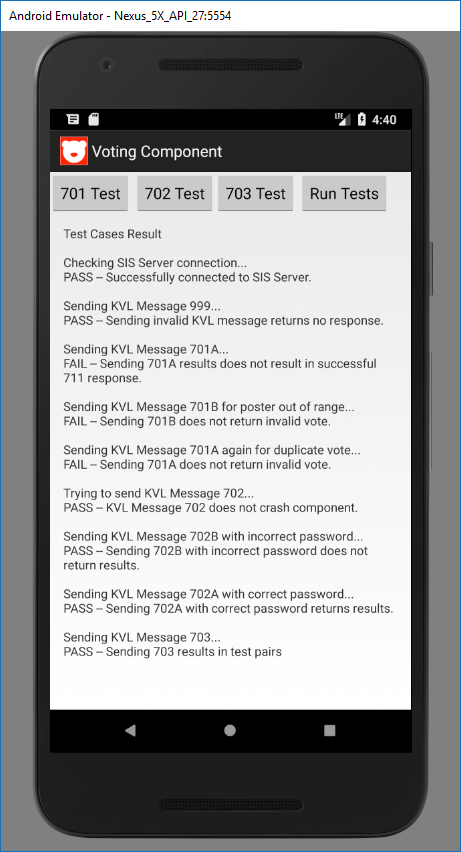 Android Emulator - Nexus_5X_API_27:5554
LTE 4:40
Voting Component
701 Test 702 Test 703 Test Run Tests
Test Cases Result
Checking SIS Server connection...
PASS -- Successfully connected to SIS Server.
Sending KVL Message 999...
PASS -- Sending invalid KVL message returns no response.
Sending KVL Message 701A...
FAIL -- Sending 701A results does not result in successful
711 response.
Sending KVL Message 701B for poster out of range...
FAIL -- Sending 701B does not return invalid vote.
Sending KVL Message 701A again for duplicate vote...
FAIL -- Sending 701A does not return invalid vote.
Trying to send KVL Message 702...
PASS -- KVL Message 702 does not crash component.
Sending KVL Message 702B with incorrect password...
PASS -- Sending 702B with incorrect password does not
return results.
Sending KVL Message 702A with correct password...
PASS -- Sending 702A with correct password returns results.
Sending KVL Message 703...
PASS -- Sending 703 results in test pairs